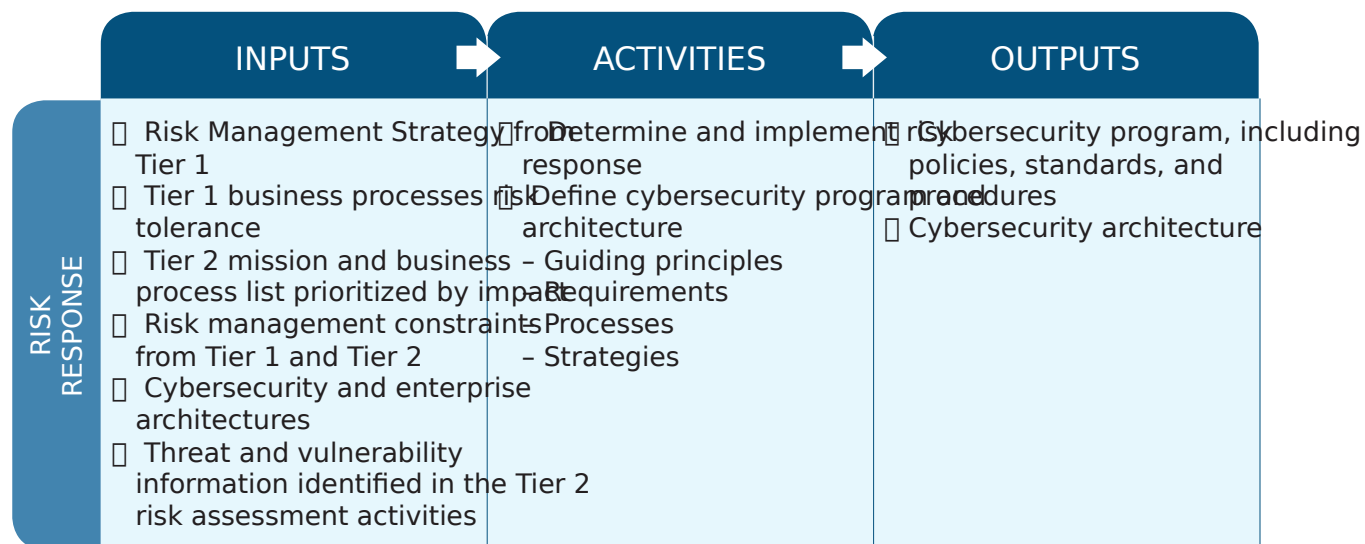 INPUTS
ACTIVITIES
OUTPUTS
RISK
RESPONSE
Risk Management Strategy from
Tier 1
Tier 1 business processes risk
tolerance
Tier 2 mission and business
process list prioritized by impact
Risk management constraints
from Tier 1 and Tier 2
Cybersecurity and enterprise
architectures
Threat and vulnerability
information identified in the Tier 2
risk assessment activities
Determine and implement risk
response
Define cybersecurity program and
architecture
– Guiding principles
– Requirements
– Processes
– Strategies
Cybersecurity program, including
policies, standards, and
procedures
Cybersecurity architecture